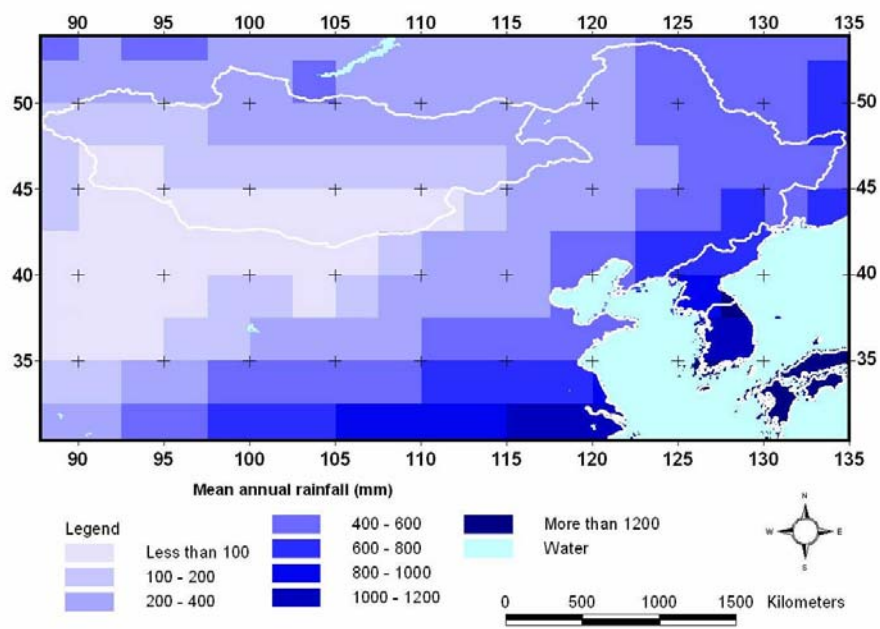 90 95 100 105 110 115 120 125 130 135
50 50
45 45
40 40
35 35
90 95 100 105 110 115 120 125 130 135
Mean annual rainfall (mm)
Legend
Less than 100
100 - 200
200 - 400
400 - 600
600 - 800
800 - 1000
1000 - 1200
More than 1200
Water
N
W E
S
0 500 1000 1500 Kilometers